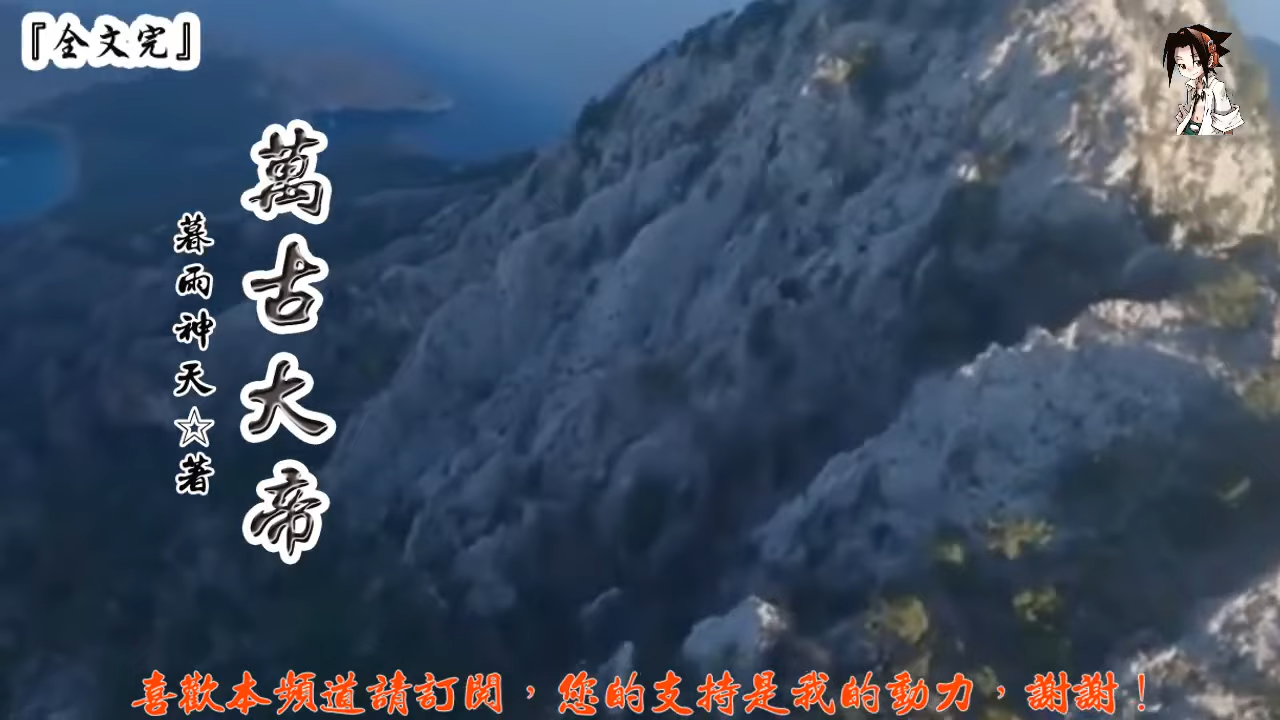 『全文完』
萬古大帝
暮雨神天☆著
喜歡本頻道請訂閱，您的支持是我的動力，謝謝！